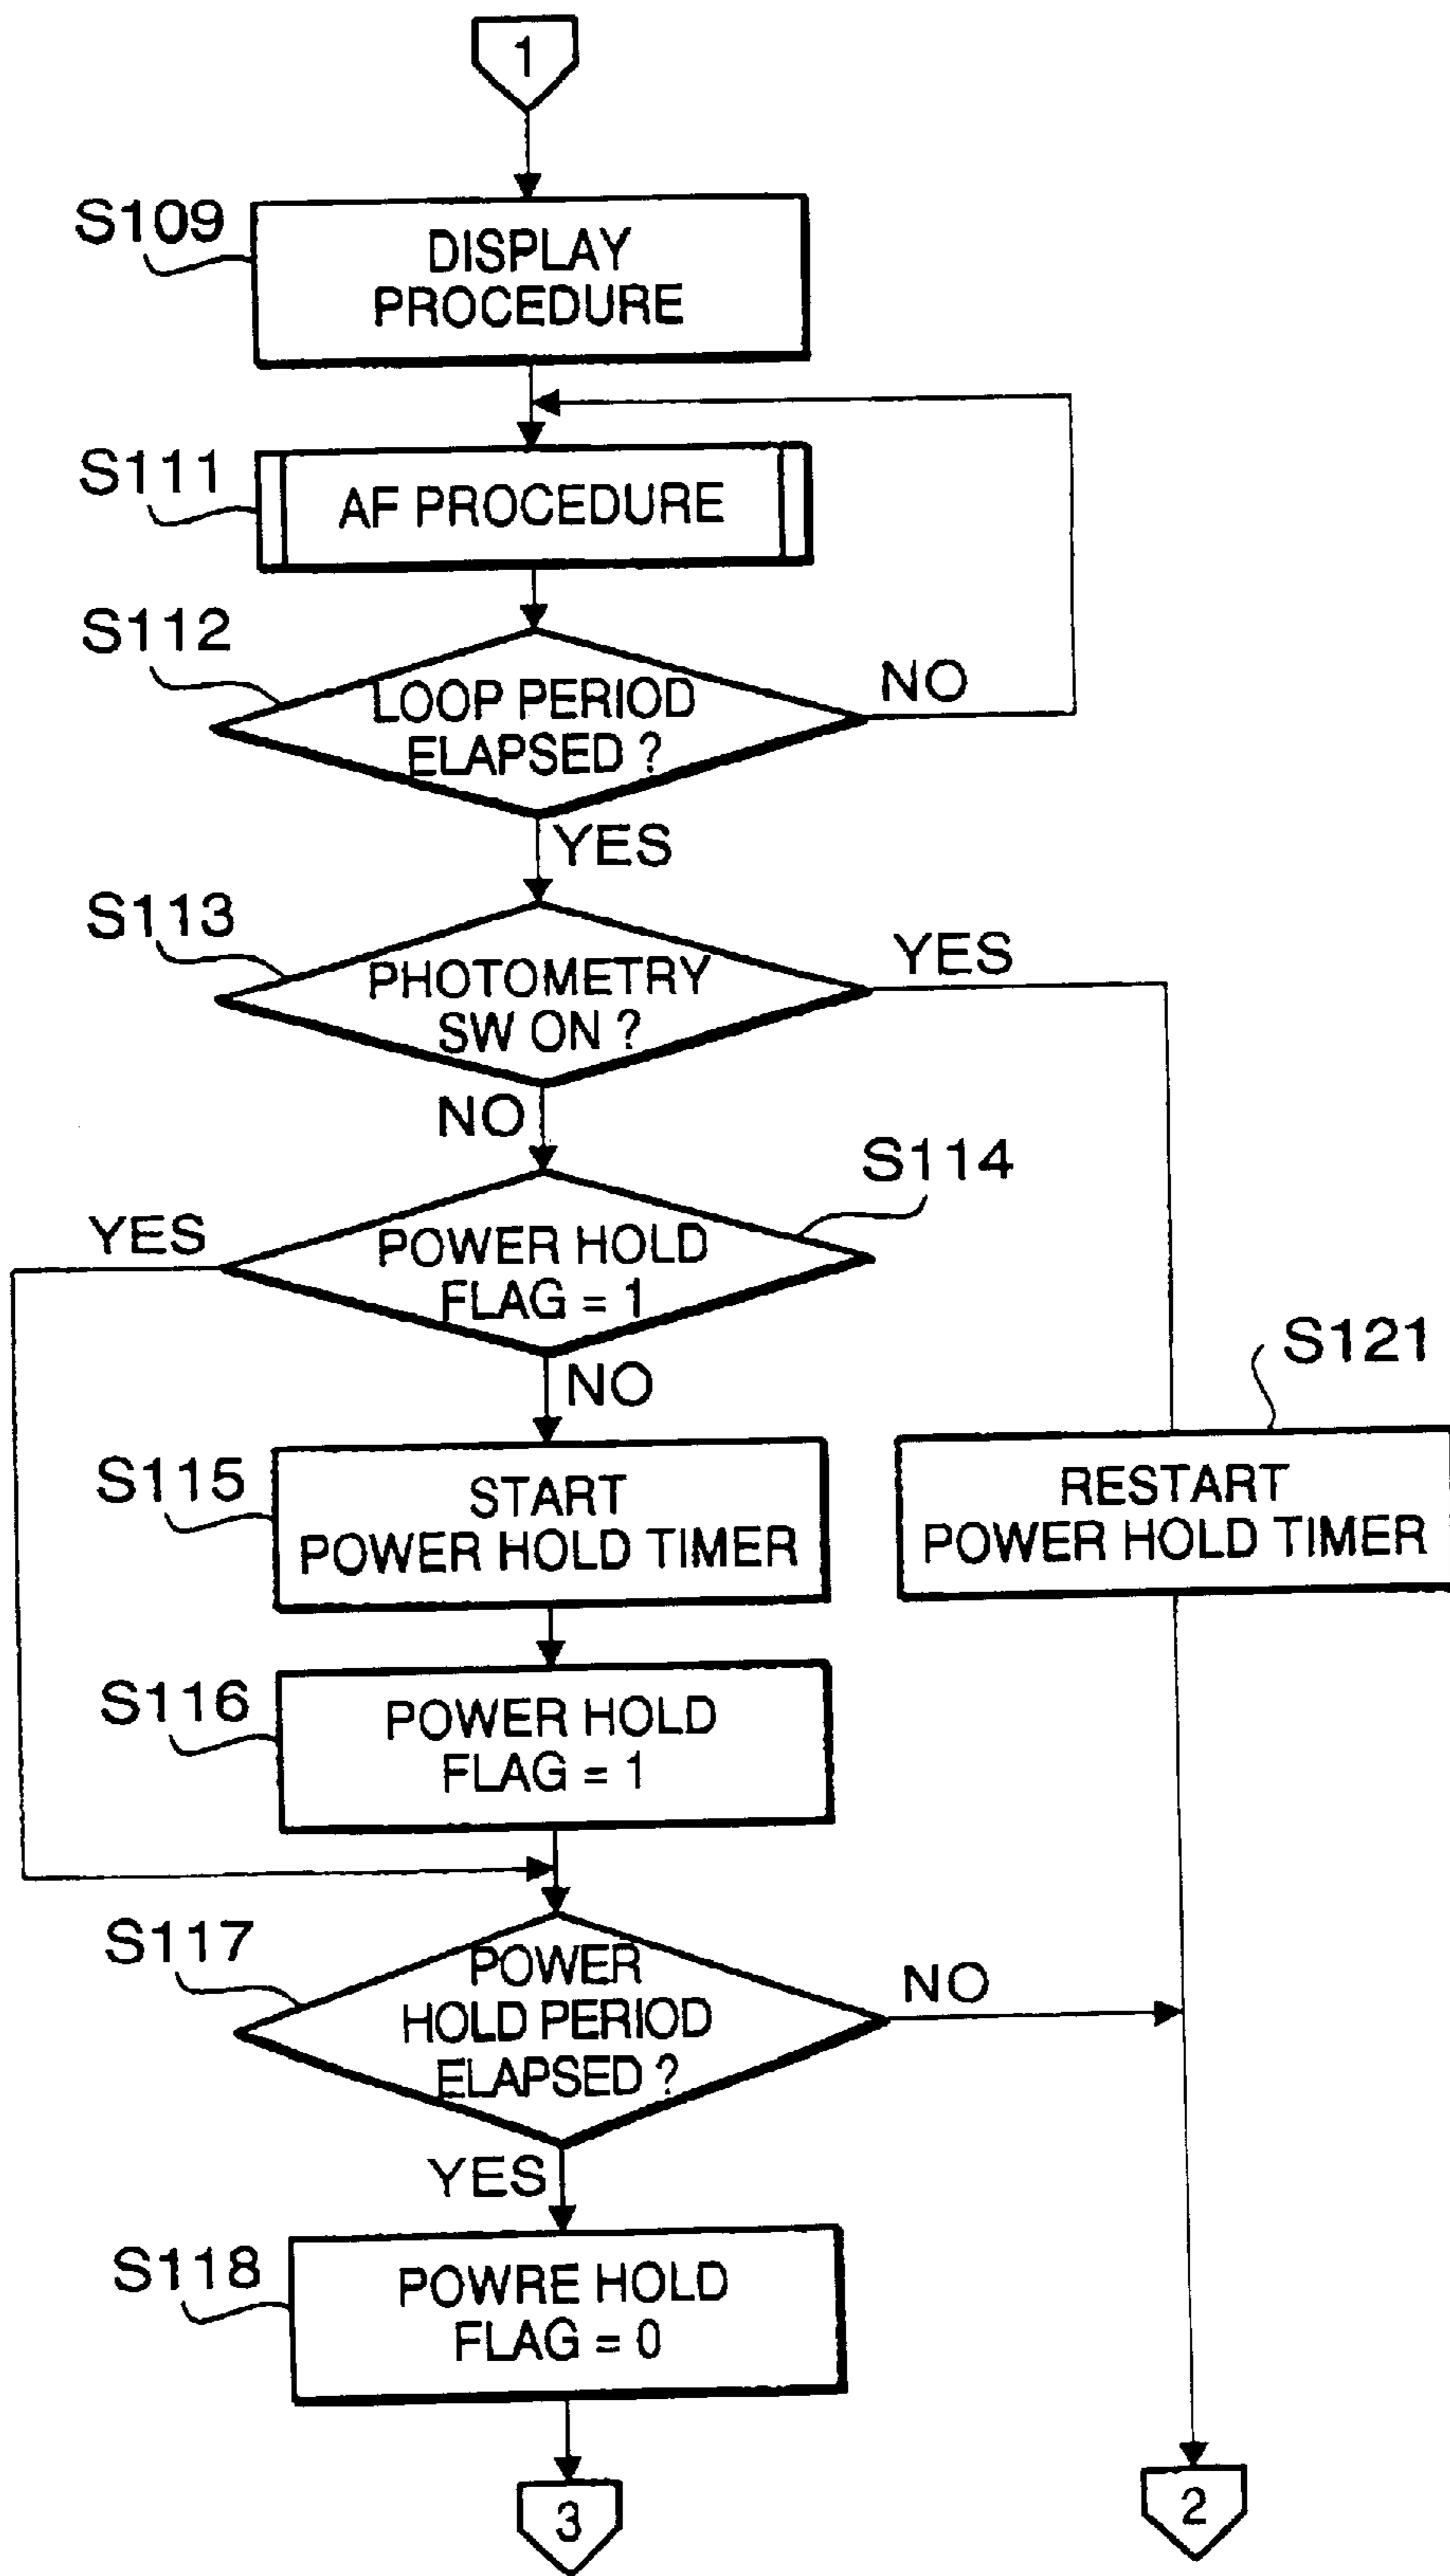 1
S109
DISPLAY
PROCEDURE
S111
AF PROCEDURE
S112
LOOP PERIOD
ELAPSED ?
NO
YES
S113
PHOTOMETRY
SW ON ?
YES
NO
S114
YES
POWER HOLD
FLAG = 1
NO
S121
S115
START
POWER HOLD TIMER
RESTART
POWER HOLD TIMER
S116
POWER HOLD
FLAG = 1
S117
POWER
HOLD PERIOD
ELAPSED ?
NO
YES
S118
POWRE HOLD
FLAG = 0
3
2